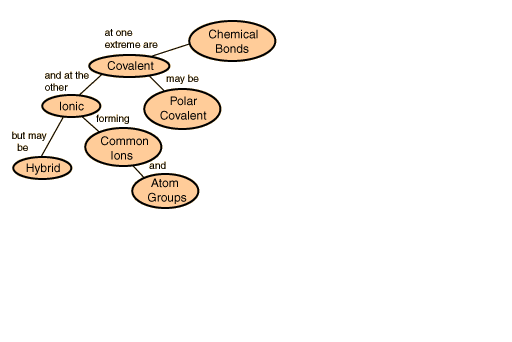 at one
extreme are
Chemical
Bonds
Covalent
and at the
other
may be
Ionic
Polar
Covalent
forming
but may
be
Common
Ions
Hybrid
and
Atom
Groups